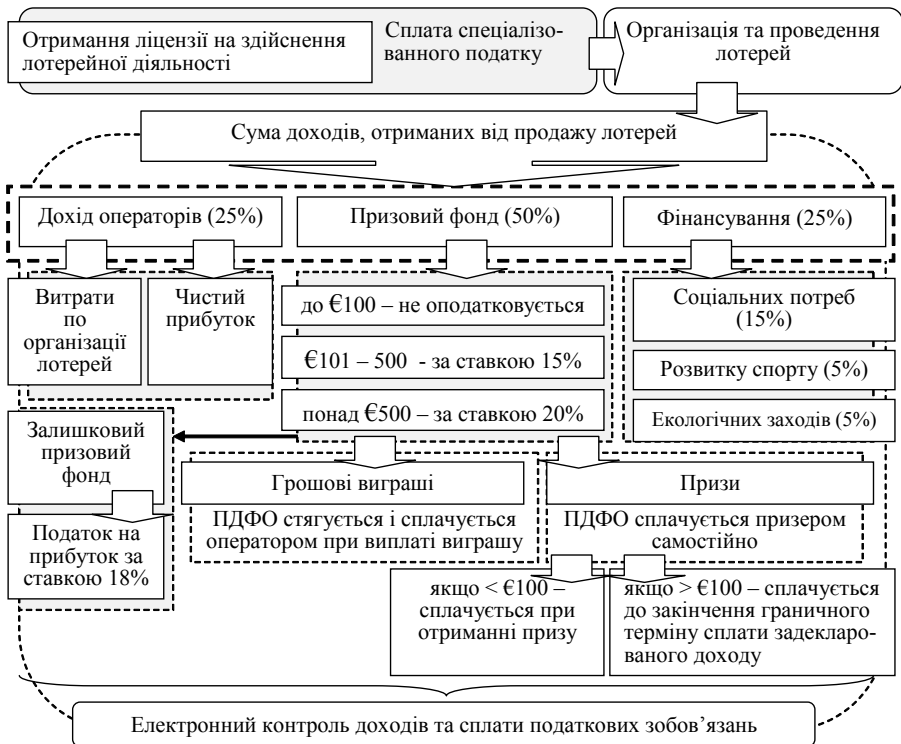 Отримання ліцензії на здійснення
лотерейної діяльності
Сплата спеціалізо-
ваного податку
Організація та проведення
лотерей
Сума доходів, отриманих від продажу лотерей
Дохід операторів (25%)
Призовий фонд (50%)
Фінансування (25%)
Витрати
по
організації
лотерей
Чистий
прибуток
до €100 – не оподатковується
€101 – 500 - за ставкою 15%
понад €500 – за ставкою 20%
Соціальних потреб
(15%)
Розвитку спорту (5%)
Екологічних заходів (5%)
Залишковий
призовий
фонд
Податок на
прибуток за
ставкою 18%
Грошові виграші
ПДФО стягується і сплачується
оператором при виплаті виграшу
Призи
ПДФО сплачується призером
самостійно
якщо < €100 –
сплачується при
отриманні призу
якщо > €100 – сплачується
до закінчення граничного
терміну сплати задекларо-
ваного доходу
Електронний контроль доходів та сплати податкових зобов’язань